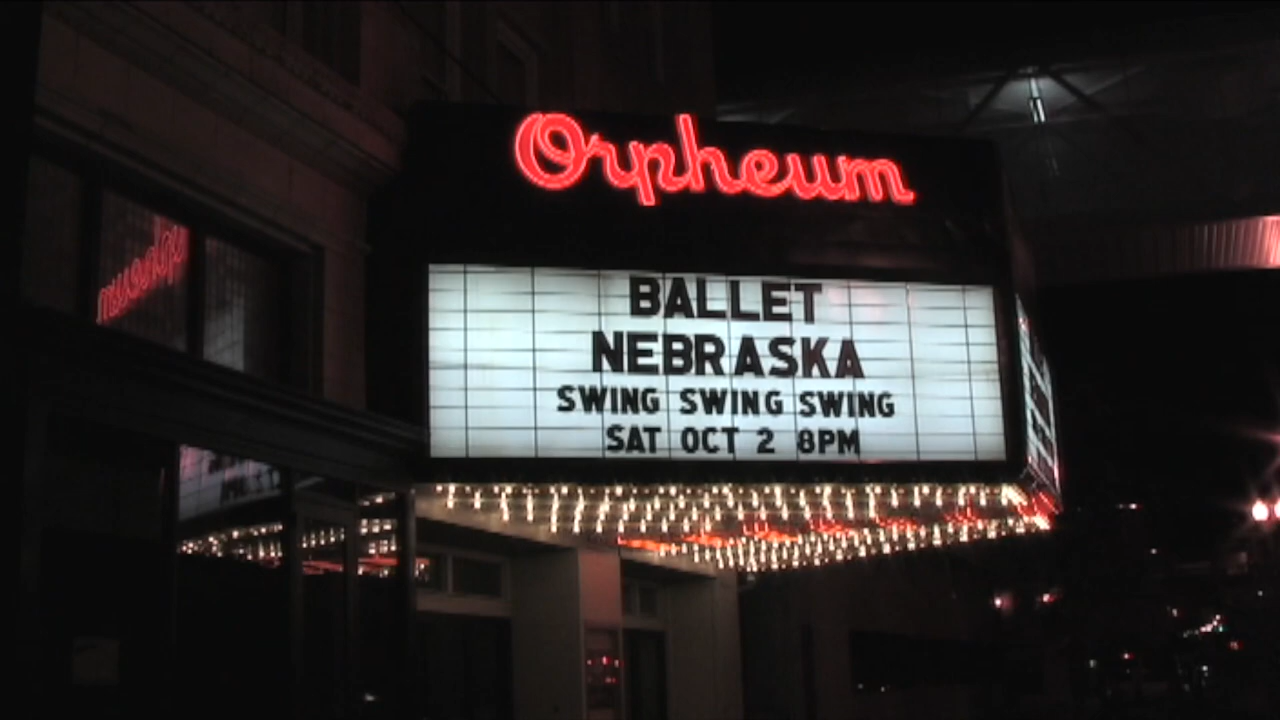 Orpheum
BALLET
NEBRASKA
SWING SWING SWING
SAT OCT 2 8PM